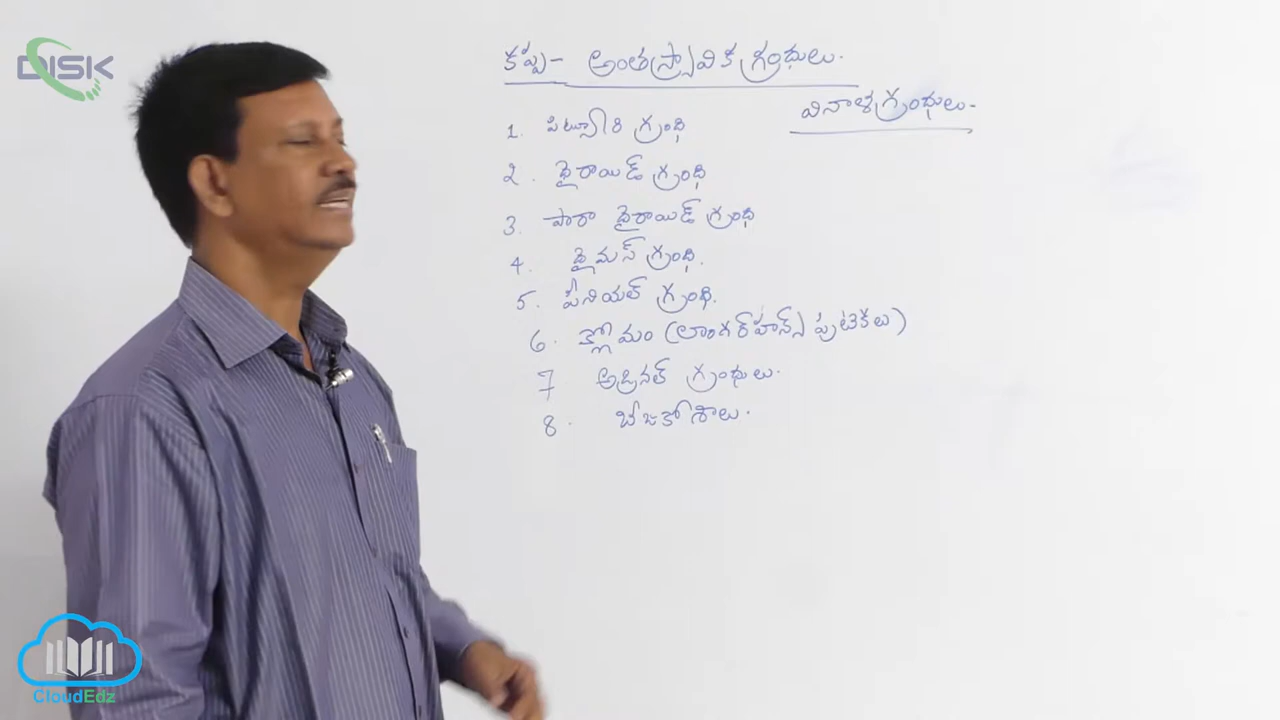 DISK
కప్ప- అంతస్స్రావిక గ్రంథులు.
వినాళగ్రంథులు.
1. పిట్యూటరి గ్రంథి
2. థైరాయిడ్ గ్రంథి
3. పారా థైరాయిడ్ గ్రంథి
4. థైమస్ గ్రంథి.
5. పీనియల్ గ్రంథి.
6. క్లోమం (లాంగర్‌హాన్స్ పుటికలు)
7 అడ్రినల్ గ్రంథులు.
8. బీజకోశాలు.
CloudEdz